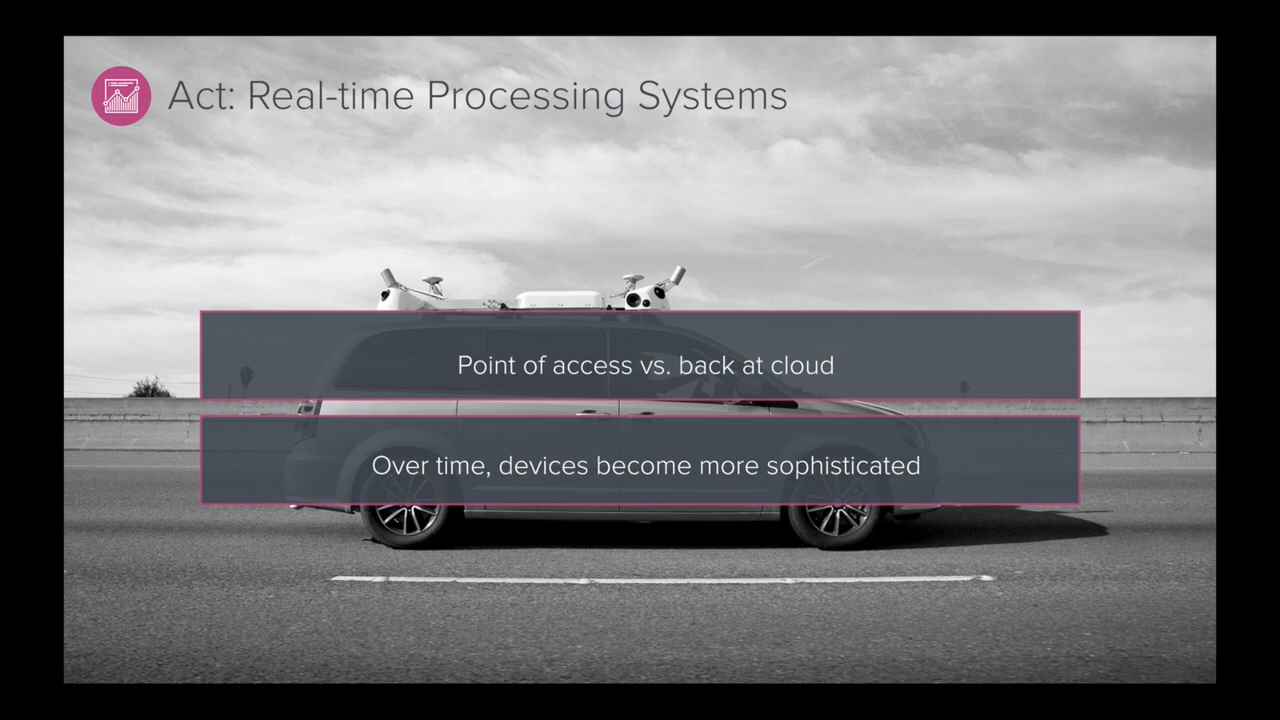 Act: Real-time Processing Systems
Point of access vs. back at cloud
Over time, devices become more sophisticated